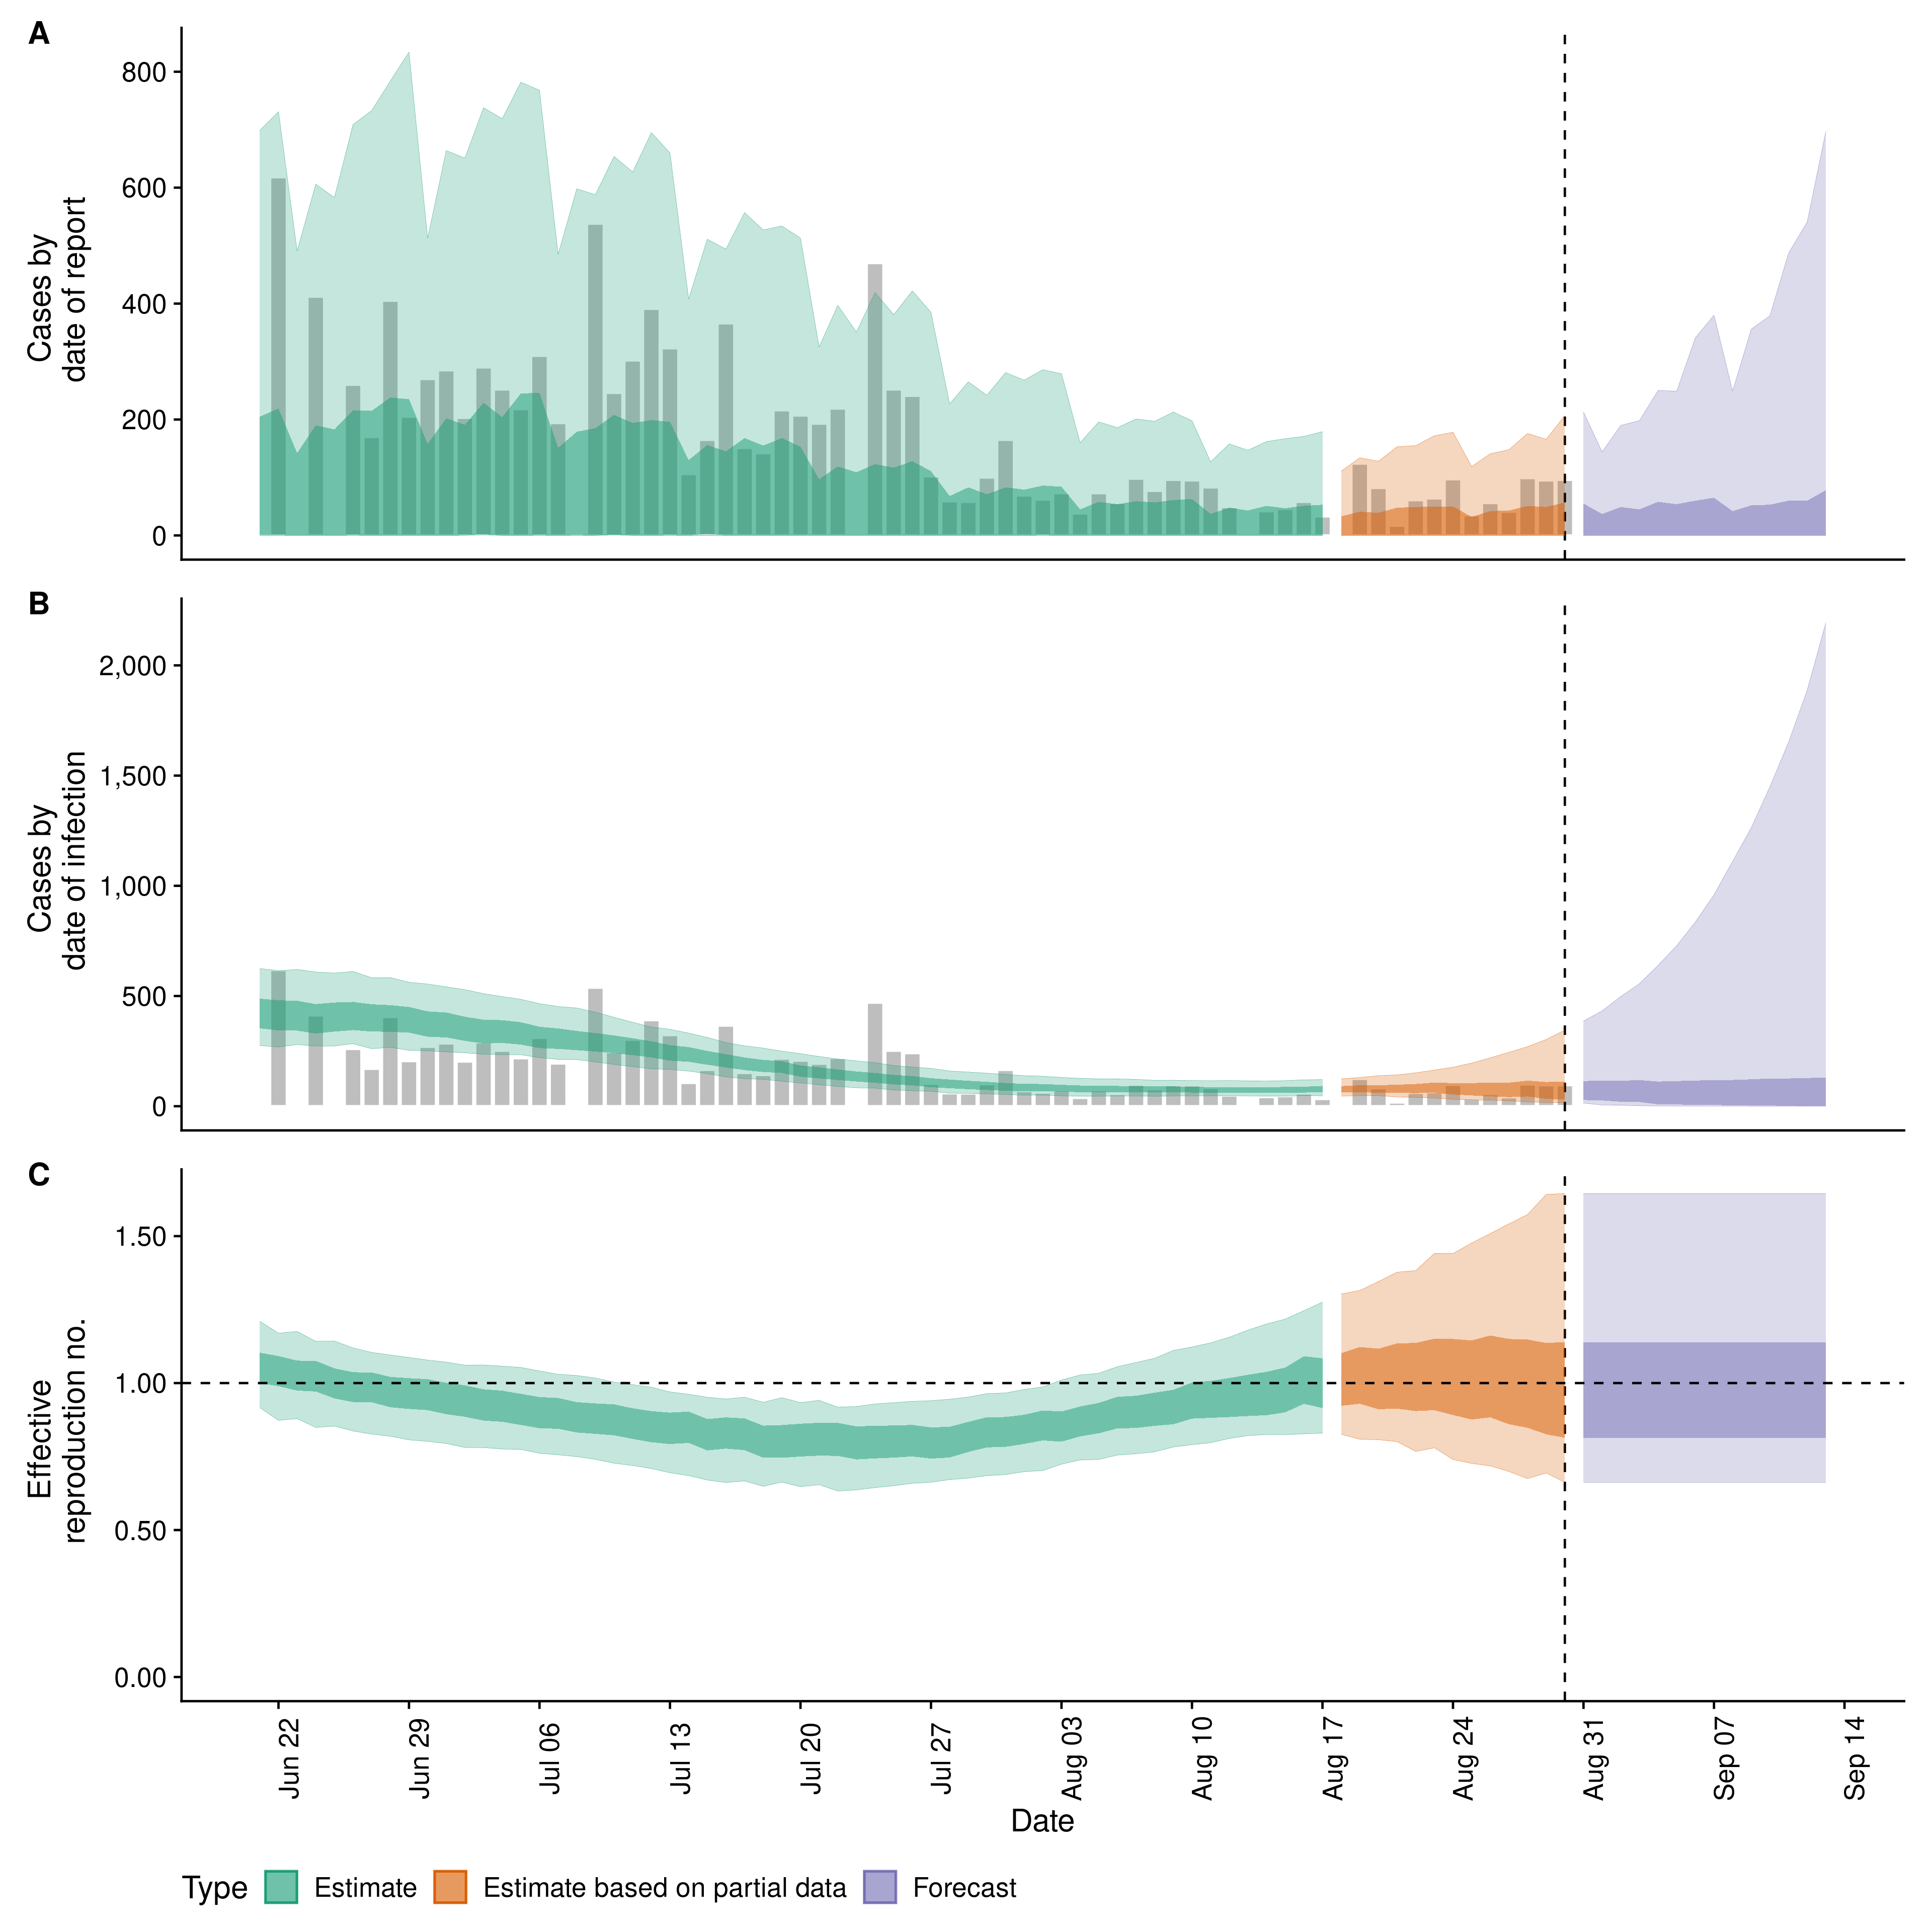 A
800
600
400
200
0
Cases by
date of report
B
2,000
1,500
1,000
500
0
Cases by
date of infection
C
1.50
1.00
0.50
0.00
Effective
reproduction no.
Jun 22
Jun 29
Jul 06
Jul 13
Jul 20
Jul 27
Aug 03
Aug 10
Aug 17
Aug 24
Aug 31
Sep 07
Sep 14
Date
Type Estimate Estimate based on partial data Forecast